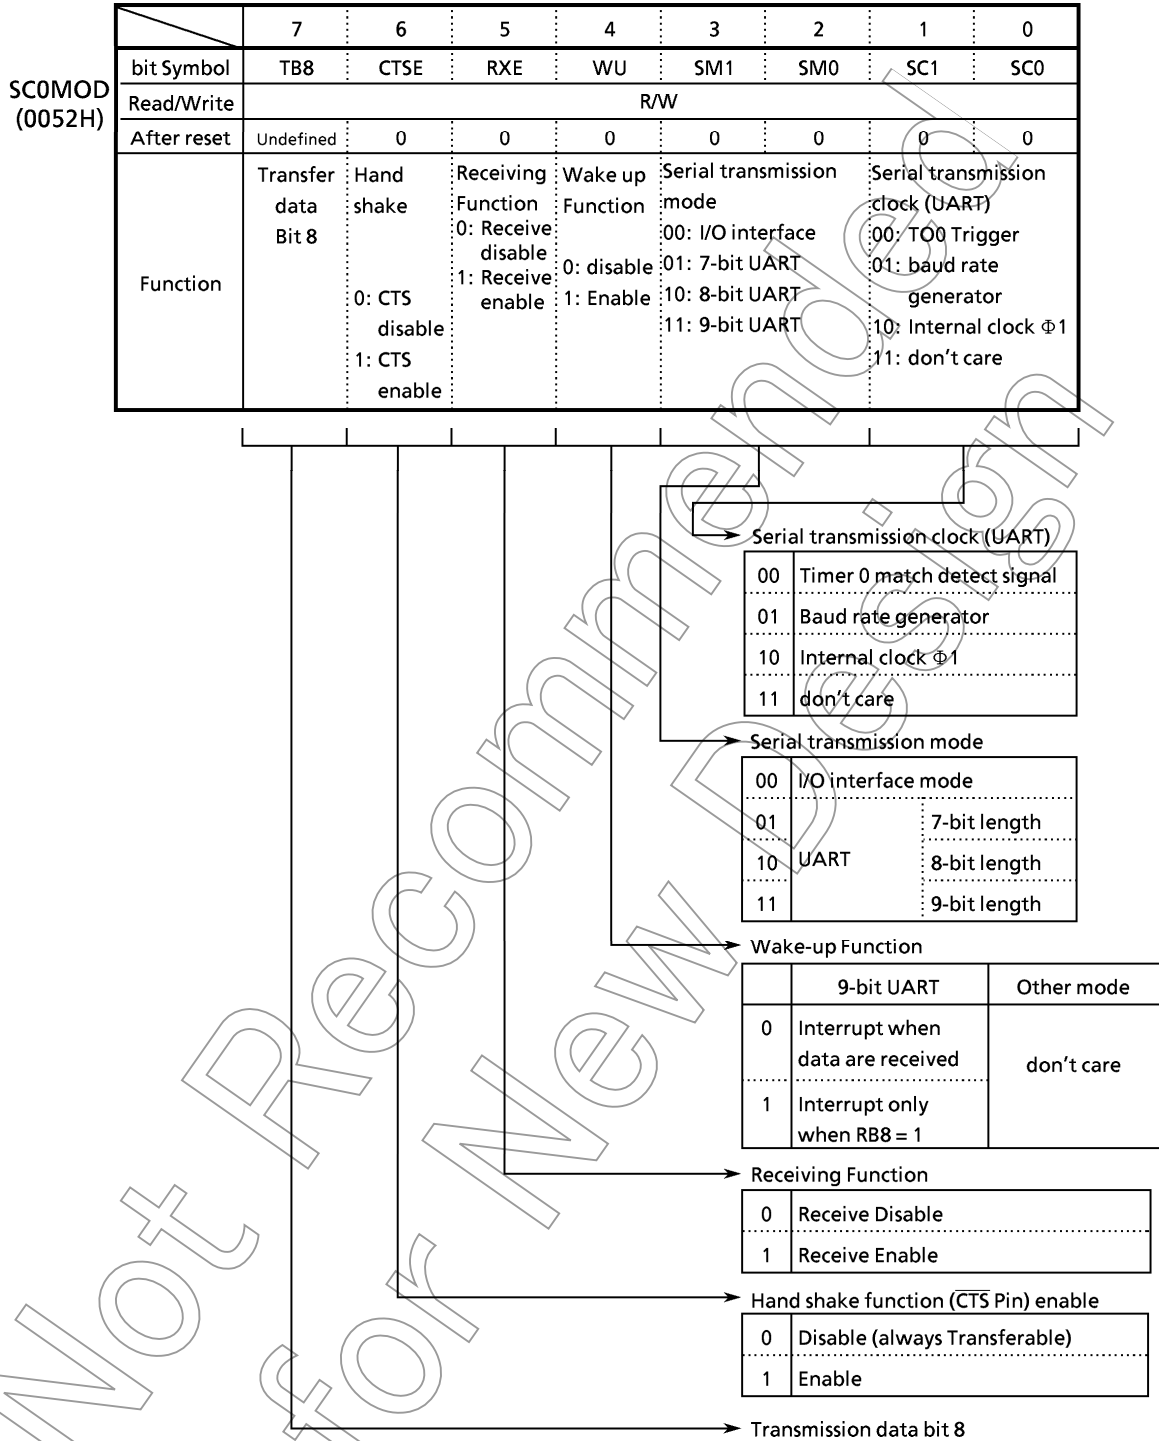 7 6 5 4 3 2 1 0
bit Symbol TB8 CTSE RXE WU SM1 SM0 SC1 SC0
SC0MOD
(0052H)
Read/Write R/W
After reset Undefined 0 0 0 0 0 0 0
Function
Transfer
data
Bit 8
Hand
shake
0: CTS
disable
1: CTS
enable
Receiving
Function
0: Receive
disable
1: Receive
enable
Wake up
Function
0: disable
1: Enable
Serial transmission
mode
00: I/O interface
01: 7-bit UART
10: 8-bit UART
11: 9-bit UART
Serial transmission
clock (UART)
00: TO0 Trigger
01: baud rate
generator
10: Internal clock Φ1
11: don't care
Serial transmission clock (UART)
00 Timer 0 match detect signal
01 Baud rate generator
10 Internal clock Φ1
11 don't care
Serial transmission mode
00 I/O interface mode
01 7-bit length
10 UART 8-bit length
11 9-bit length
Wake-up Function
9-bit UART Other mode
0 Interrupt when
data are received
don't care
1 Interrupt only
when RB8 = 1
Receiving Function
0 Receive Disable
1 Receive Enable
Hand shake function (C̅T̅S̅ Pin) enable
0 Disable (always Transferable)
1 Enable
Transmission data bit 8
Not Recommended
for New Design